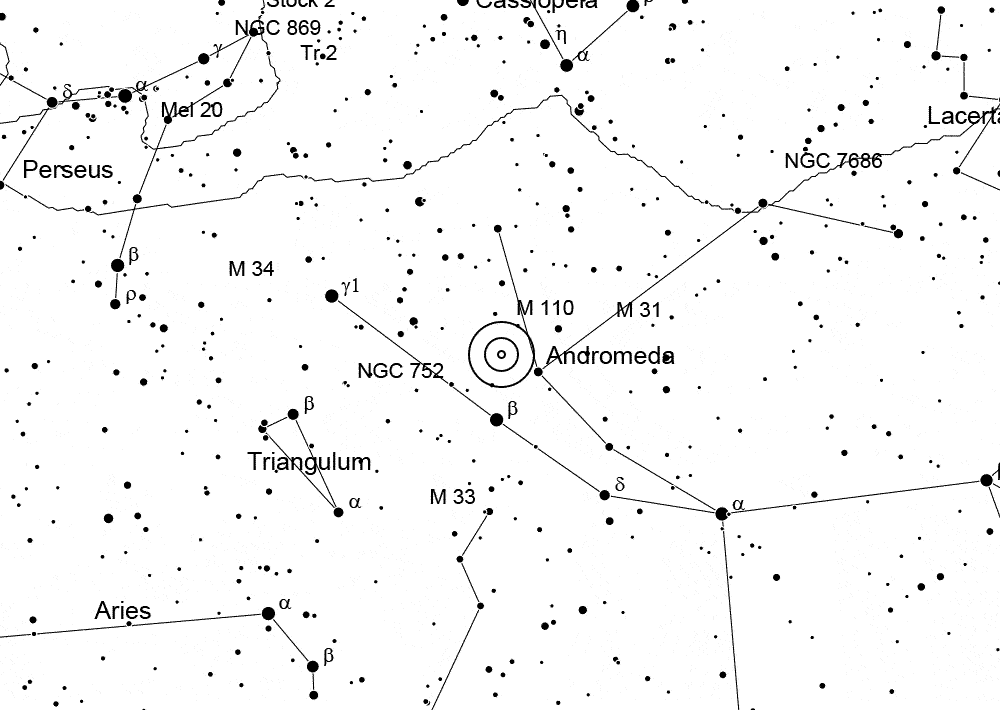 Stock 2
Cassiopeia
NGC 869
γ
Tr 2
η
α
δ
α
Mel 20
Lacerta
Perseus
NGC 7686
β
M 34
ρ
γ1
M 110
M 31
Andromeda
NGC 752
β
β
Triangulum
δ
M 33
α
α
Aries
α
β